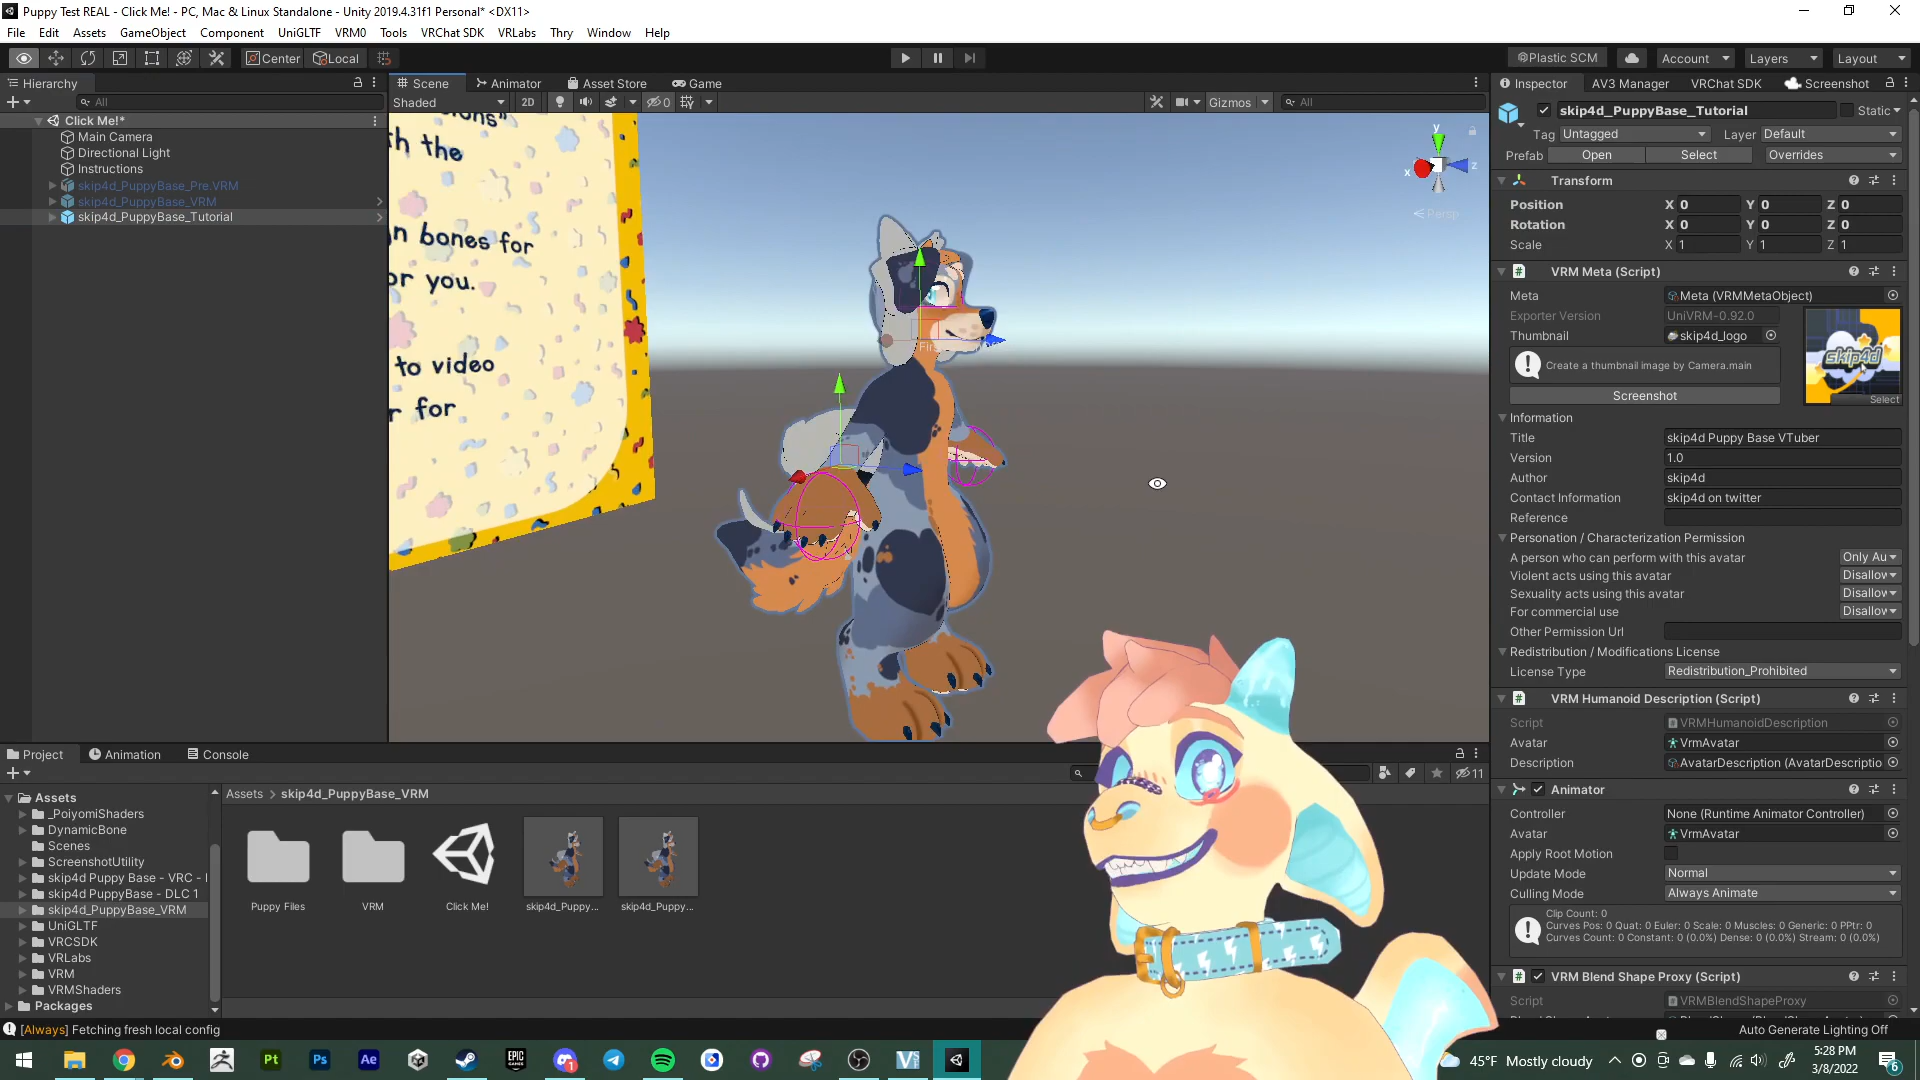 Puppy Test REAL - Click Me! - PC, Mac & Linux Standalone - Unity 2019.4.31f1 Personal* <DX11>
File Edit Assets GameObject Component UniGLTF VRM0 Tools VRChat SDK VRLabs Thry Window Help
Center Local
Plastic SCM Account Layers Layout
Hierarchy
All
Click Me!*
Main Camera
Directional Light
Instructions
skip4d_PuppyBase_Pre.VRM
skip4d_PuppyBase_VRM
skip4d_PuppyBase_Tutorial
Scene Animator Asset Store Game
Shaded 2D 0 Gizmos All
th the
n bones for
or you.
to video
r for
y
x
z
Persp
Inspector AV3 Manager VRChat SDK Screenshot
skip4d_PuppyBase_Tutorial Static
Tag Untagged Layer Default
Prefab Open Select Overrides
Transform
Position X 0 Y 0 Z 0
Rotation X 0 Y 0 Z 0
Scale X 1 Y 1 Z 1
VRM Meta (Script)
Meta Meta (VRMMetaObject)
Exporter Version UniVRM-0.92.0
Thumbnail skip4d_logo
skip4d
Create a thumbnail image by Camera.main
Select
Screenshot
Information
Title skip4d Puppy Base VTuber
Version 1.0
Author skip4d
Contact Information skip4d on twitter
Reference
Personation / Characterization Permission
A person who can perform with this avatar Only Au
Violent acts using this avatar Disallow
Sexuality acts using this avatar Disallow
For commercial use Disallow
Other Permission Url
Redistribution / Modifications License
License Type Redistribution_Prohibited
VRM Humanoid Description (Script)
Script VRMHumanoidDescription
Avatar VrmAvatar
Description AvatarDescription (AvatarDescriptio
Animator
Controller None (Runtime Animator Controller)
Avatar VrmAvatar
Apply Root Motion
Update Mode Normal
Culling Mode Always Animate
Clip Count: 0
Curves Pos: 0 Quat: 0 Euler: 0 Scale: 0 Muscles: 0 Generic: 0 PPtr: 0
Curves Count: 0 Constant: 0 (0.0%) Dense: 0 (0.0%) Stream: 0 (0.0%)
VRM Blend Shape Proxy (Script)
Script VRMBlendShapeProxy
Project Animation Console
11
Assets
_PoiyomiShaders
DynamicBone
Scenes
ScreenshotUtility
skip4d Puppy Base - VRC -
skip4d PuppyBase - DLC 1
skip4d_PuppyBase_VRM
UniGLTF
VRCSDK
VRLabs
VRM
VRMShaders
Packages
Assets > skip4d_PuppyBase_VRM
Puppy Files VRM Click Me! skip4d_Puppy... skip4d_Puppy...
[Always] Fetching fresh local config
Auto Generate Lighting Off
Pt Ps Ae EPIC GAMES 1
45°F Mostly cloudy
5:28 PM
3/8/2022
6